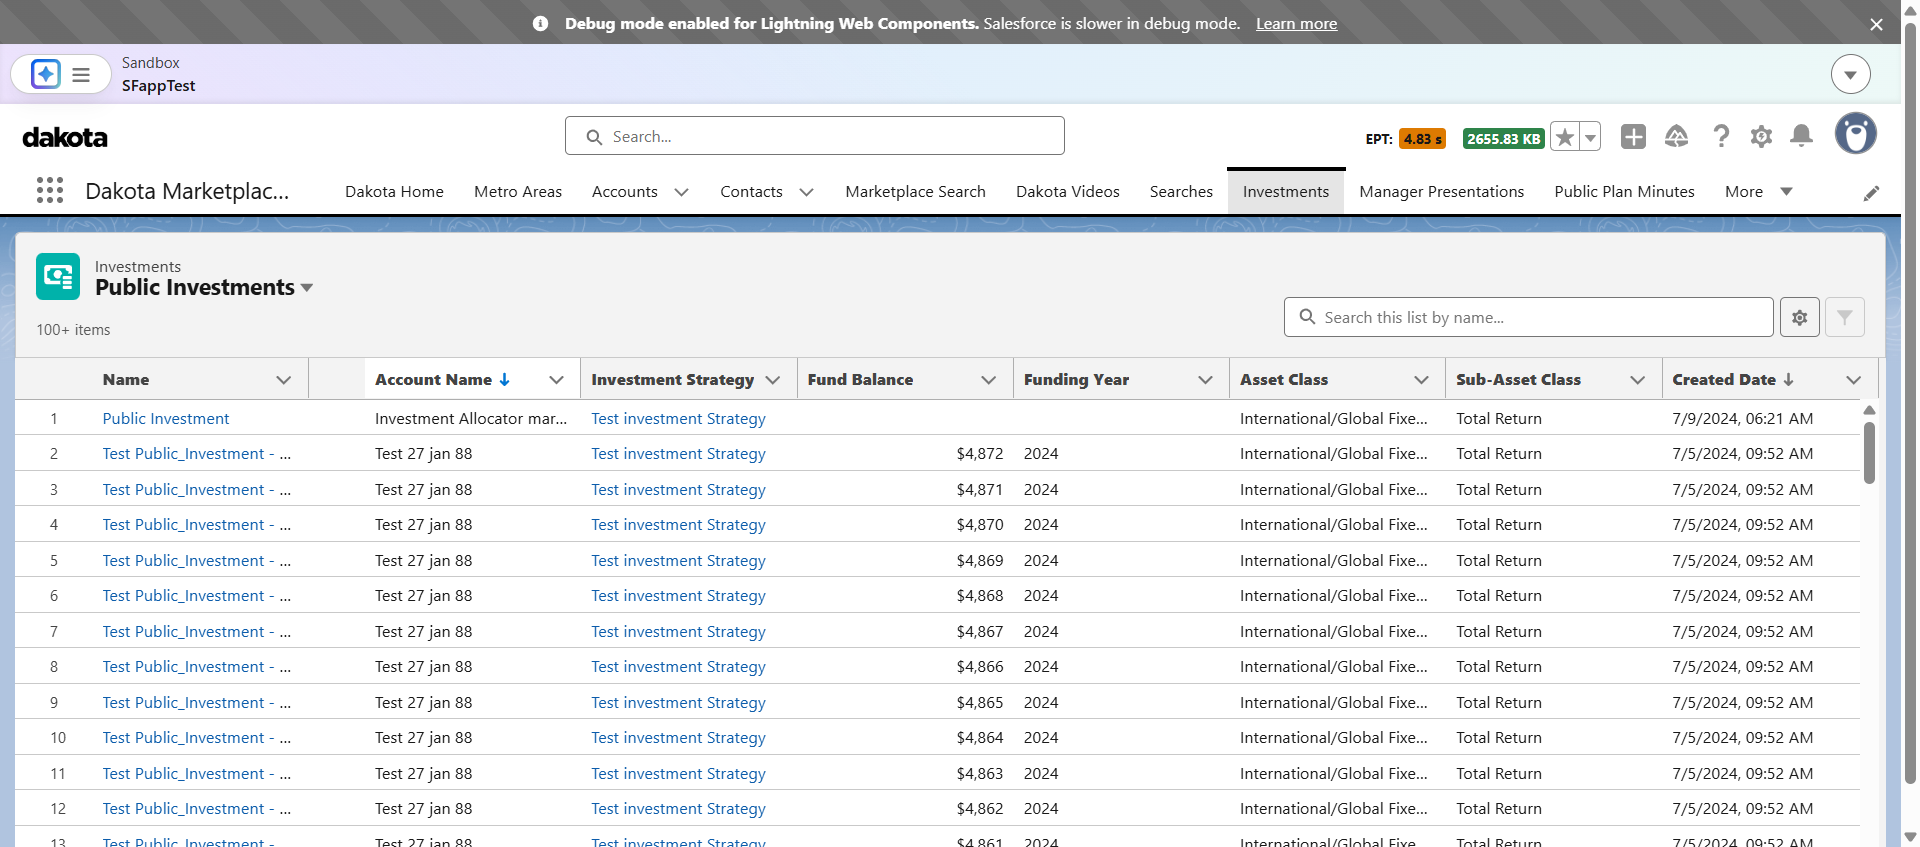 Debug mode enabled for Lightning Web Components. Salesforce is slower in debug mode. Learn more
Sandbox
SFappTest
dakota
Search...
EPT: 4.83 s 2655.83 KB
Dakota Marketplac...
Dakota Home Metro Areas Accounts Contacts Marketplace Search Dakota Videos Searches Investments Manager Presentations Public Plan Minutes More
Investments
Public Investments
100+ items
Search this list by name...
Name Account Name Investment Strategy Fund Balance Funding Year Asset Class Sub-Asset Class Created Date
1 Public Investment Investment Allocator mar... Test investment Strategy International/Global Fixe... Total Return 7/9/2024, 06:21 AM
2 Test Public_Investment - ... Test 27 jan 88 Test investment Strategy $4,872 2024 International/Global Fixe... Total Return 7/5/2024, 09:52 AM
3 Test Public_Investment - ... Test 27 jan 88 Test investment Strategy $4,871 2024 International/Global Fixe... Total Return 7/5/2024, 09:52 AM
4 Test Public_Investment - ... Test 27 jan 88 Test investment Strategy $4,870 2024 International/Global Fixe... Total Return 7/5/2024, 09:52 AM
5 Test Public_Investment - ... Test 27 jan 88 Test investment Strategy $4,869 2024 International/Global Fixe... Total Return 7/5/2024, 09:52 AM
6 Test Public_Investment - ... Test 27 jan 88 Test investment Strategy $4,868 2024 International/Global Fixe... Total Return 7/5/2024, 09:52 AM
7 Test Public_Investment - ... Test 27 jan 88 Test investment Strategy $4,867 2024 International/Global Fixe... Total Return 7/5/2024, 09:52 AM
8 Test Public_Investment - ... Test 27 jan 88 Test investment Strategy $4,866 2024 International/Global Fixe... Total Return 7/5/2024, 09:52 AM
9 Test Public_Investment - ... Test 27 jan 88 Test investment Strategy $4,865 2024 International/Global Fixe... Total Return 7/5/2024, 09:52 AM
10 Test Public_Investment - ... Test 27 jan 88 Test investment Strategy $4,864 2024 International/Global Fixe... Total Return 7/5/2024, 09:52 AM
11 Test Public_Investment - ... Test 27 jan 88 Test investment Strategy $4,863 2024 International/Global Fixe... Total Return 7/5/2024, 09:52 AM
12 Test Public_Investment - ... Test 27 jan 88 Test investment Strategy $4,862 2024 International/Global Fixe... Total Return 7/5/2024, 09:52 AM
13 Test Public_Investment - ... Test 27 jan 88 Test investment Strategy $4,861 2024 International/Global Fixe... Total Return 7/5/2024, 09:52 AM